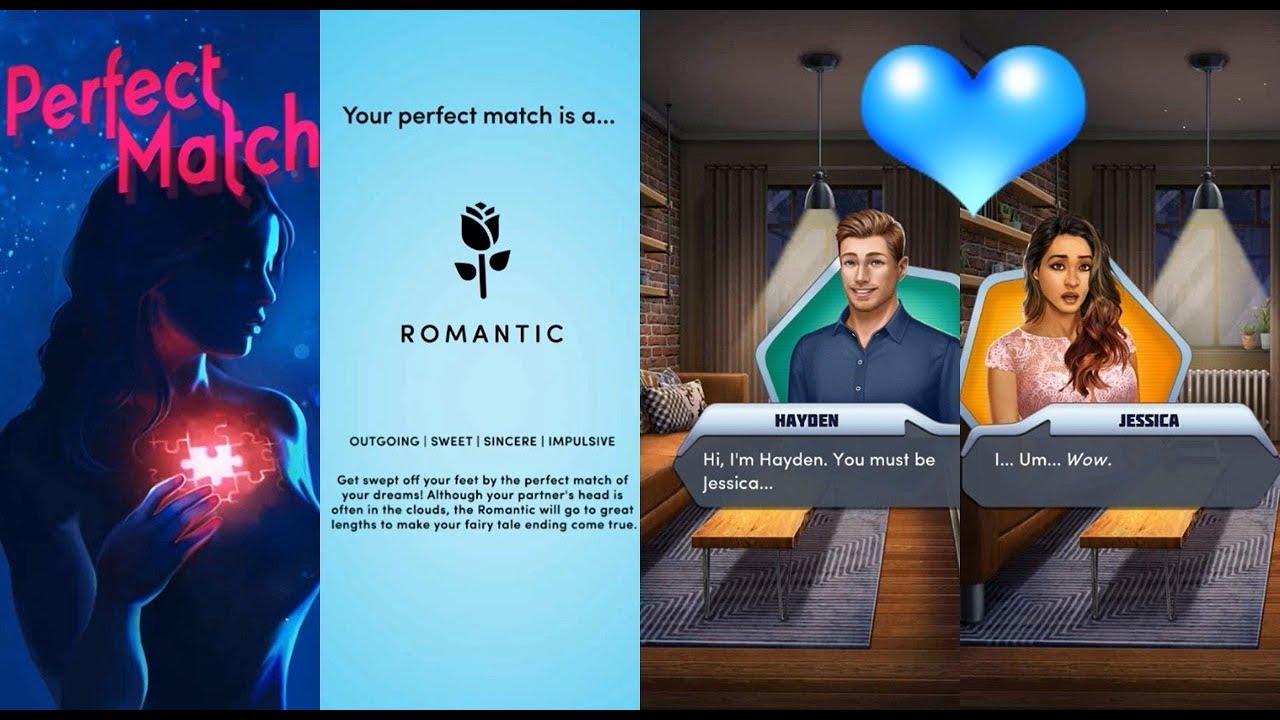 Perfect
Match
Your perfect match is a...
ROMANTIC
OUTGOING | SWEET | SINCERE | IMPULSIVE
Get swept off your feet by the perfect match of
your dreams! Although your partner's head is
often in the clouds, the Romantic will go to great
lengths to make your fairy tale ending come true.
HAYDEN
Hi, I'm Hayden. You must be
Jessica...
JESSICA
I... Um... Wow.